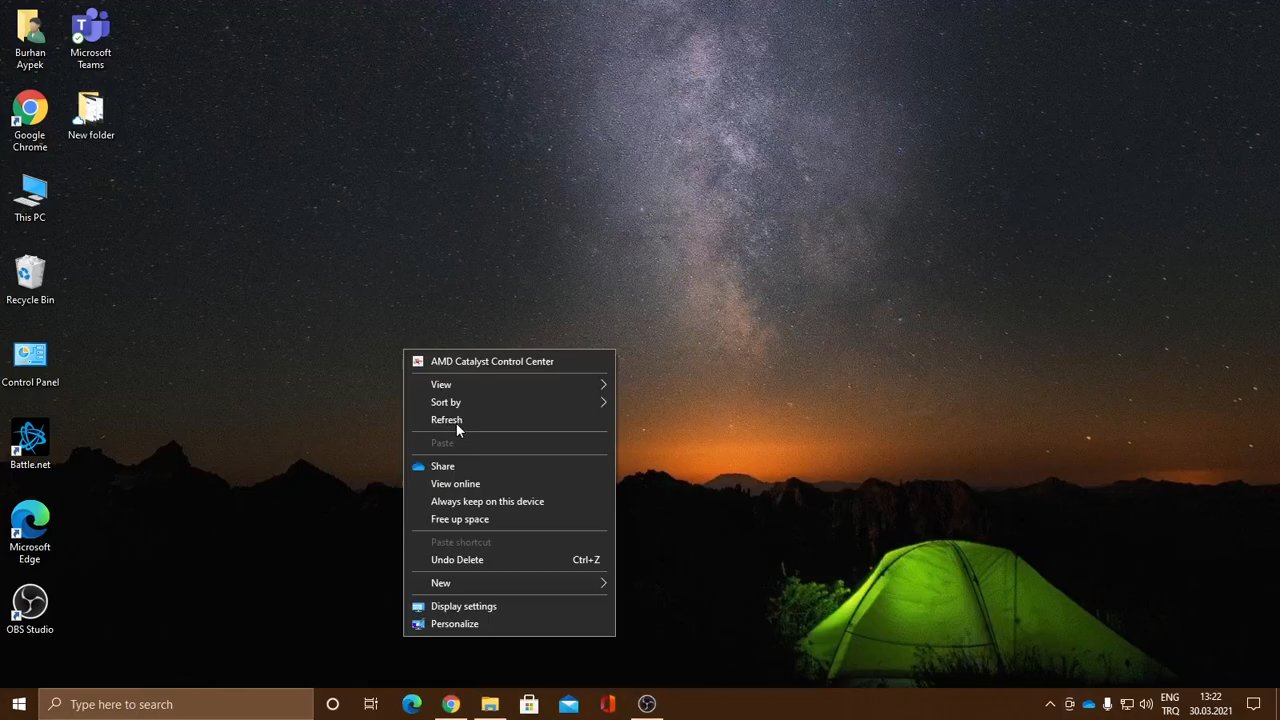 Burhan
Aypek
Microsoft
Teams
Google
Chrome
New folder
This PC
Recycle Bin
Control Panel
Battle.net
Microsoft
Edge
OBS Studio
AMD Catalyst Control Center
View
Sort by
Refresh
Paste
Share
View online
Always keep on this device
Free up space
Paste shortcut
Undo Delete Ctrl+Z
New
Display settings
Personalize
Type here to search
ENG
TRQ
13:22
30.03.2021